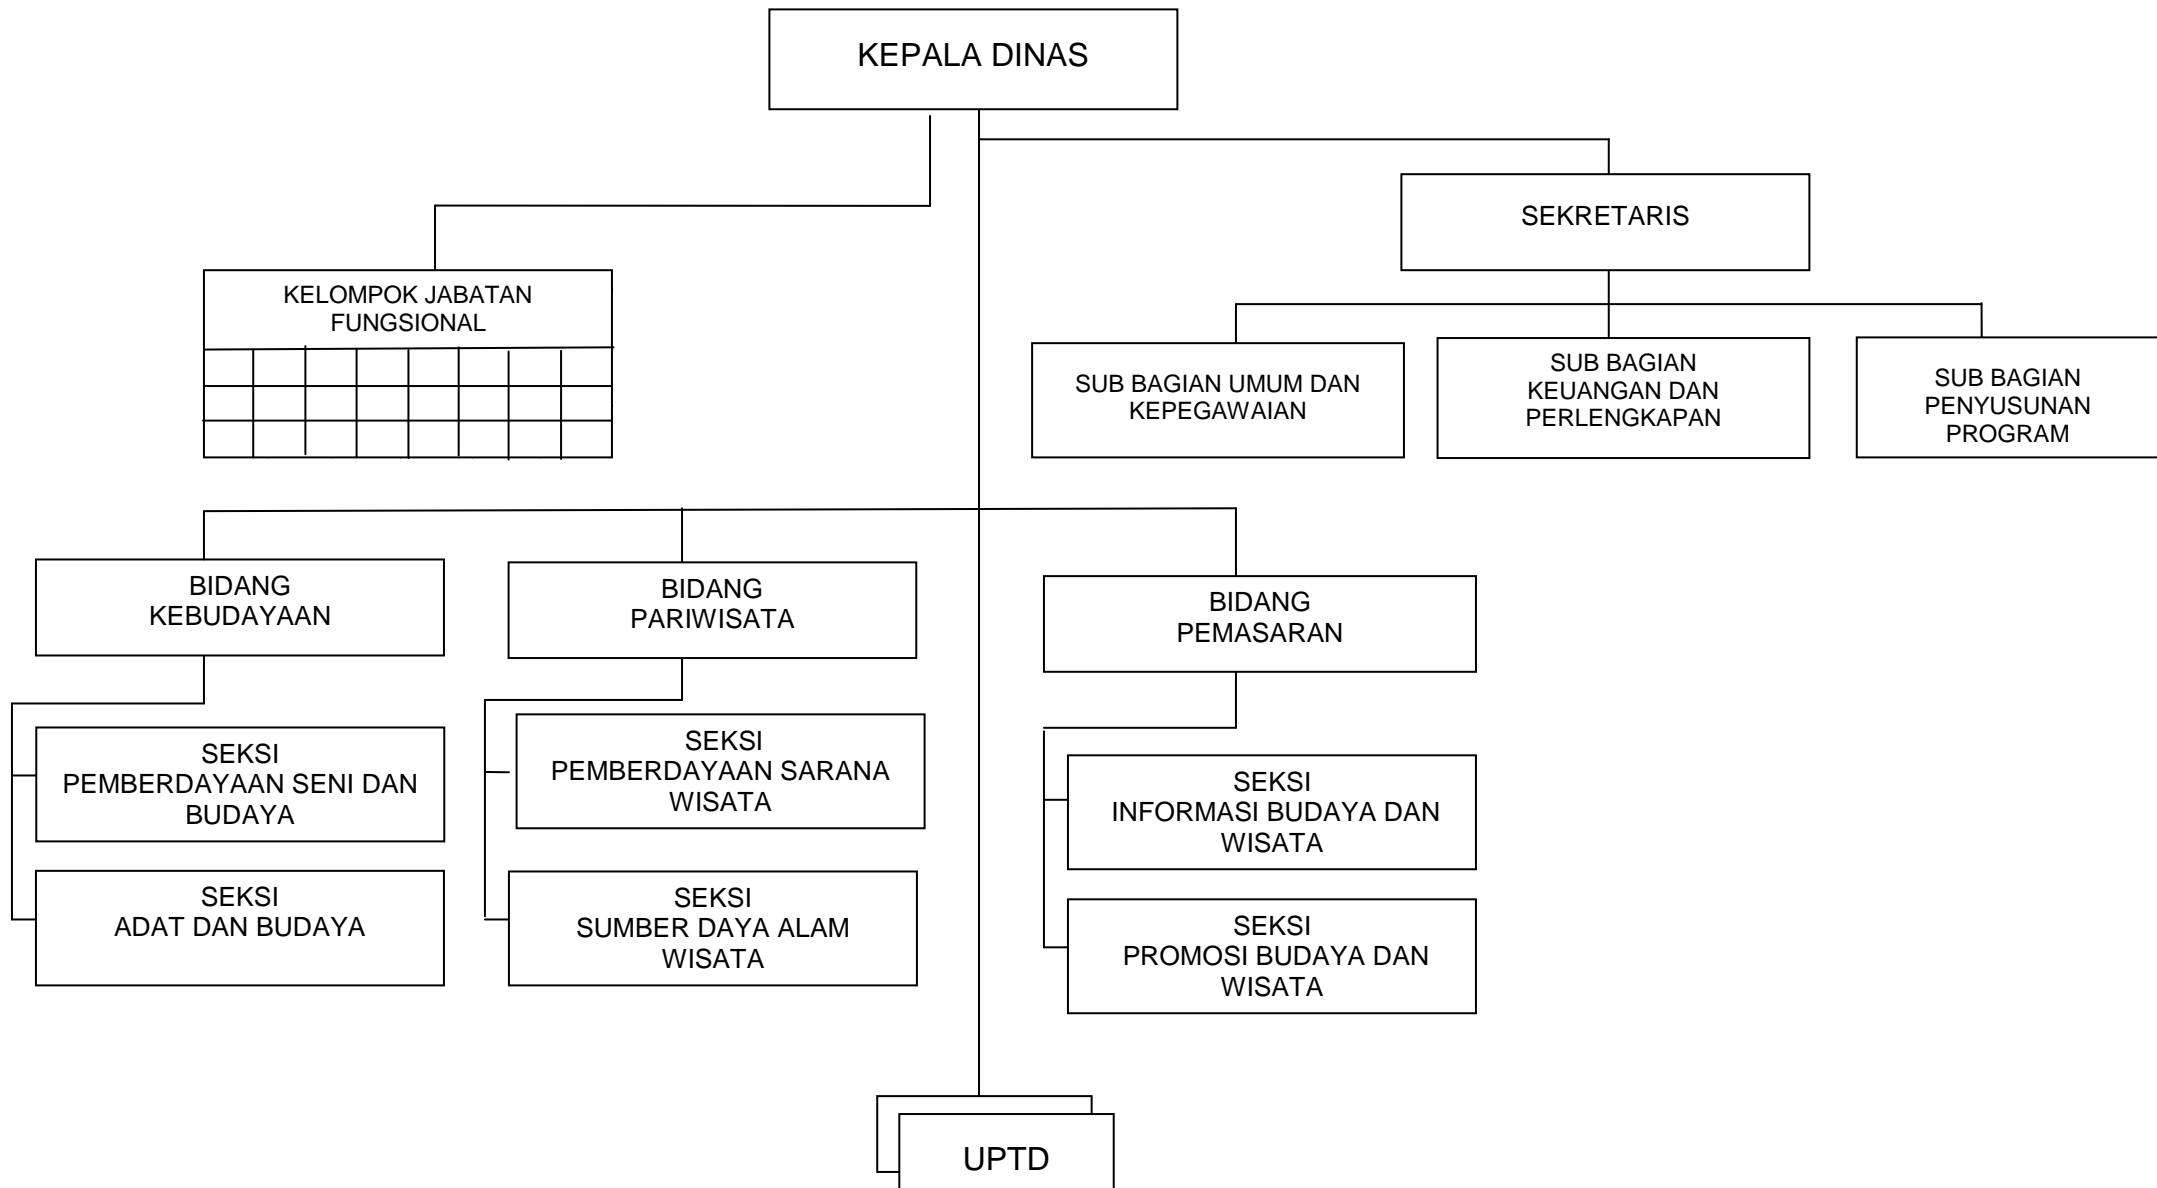 KEPALA DINAS
SEKRETARIS
KELOMPOK JABATAN
FUNGSIONAL
SUB BAGIAN UMUM DAN
KEPEGAWAIAN
SUB BAGIAN
KEUANGAN DAN
PERLENGKAPAN
SUB BAGIAN
PENYUSUNAN
PROGRAM
BIDANG
KEBUDAYAAN
BIDANG
PARIWISATA
BIDANG
PEMASARAN
SEKSI
PEMBERDAYAAN SENI DAN
BUDAYA
SEKSI
PEMBERDAYAAN SARANA
WISATA
SEKSI
INFORMASI BUDAYA DAN
WISATA
SEKSI
ADAT DAN BUDAYA
SEKSI
SUMBER DAYA ALAM
WISATA
SEKSI
PROMOSI BUDAYA DAN
WISATA
UPTD